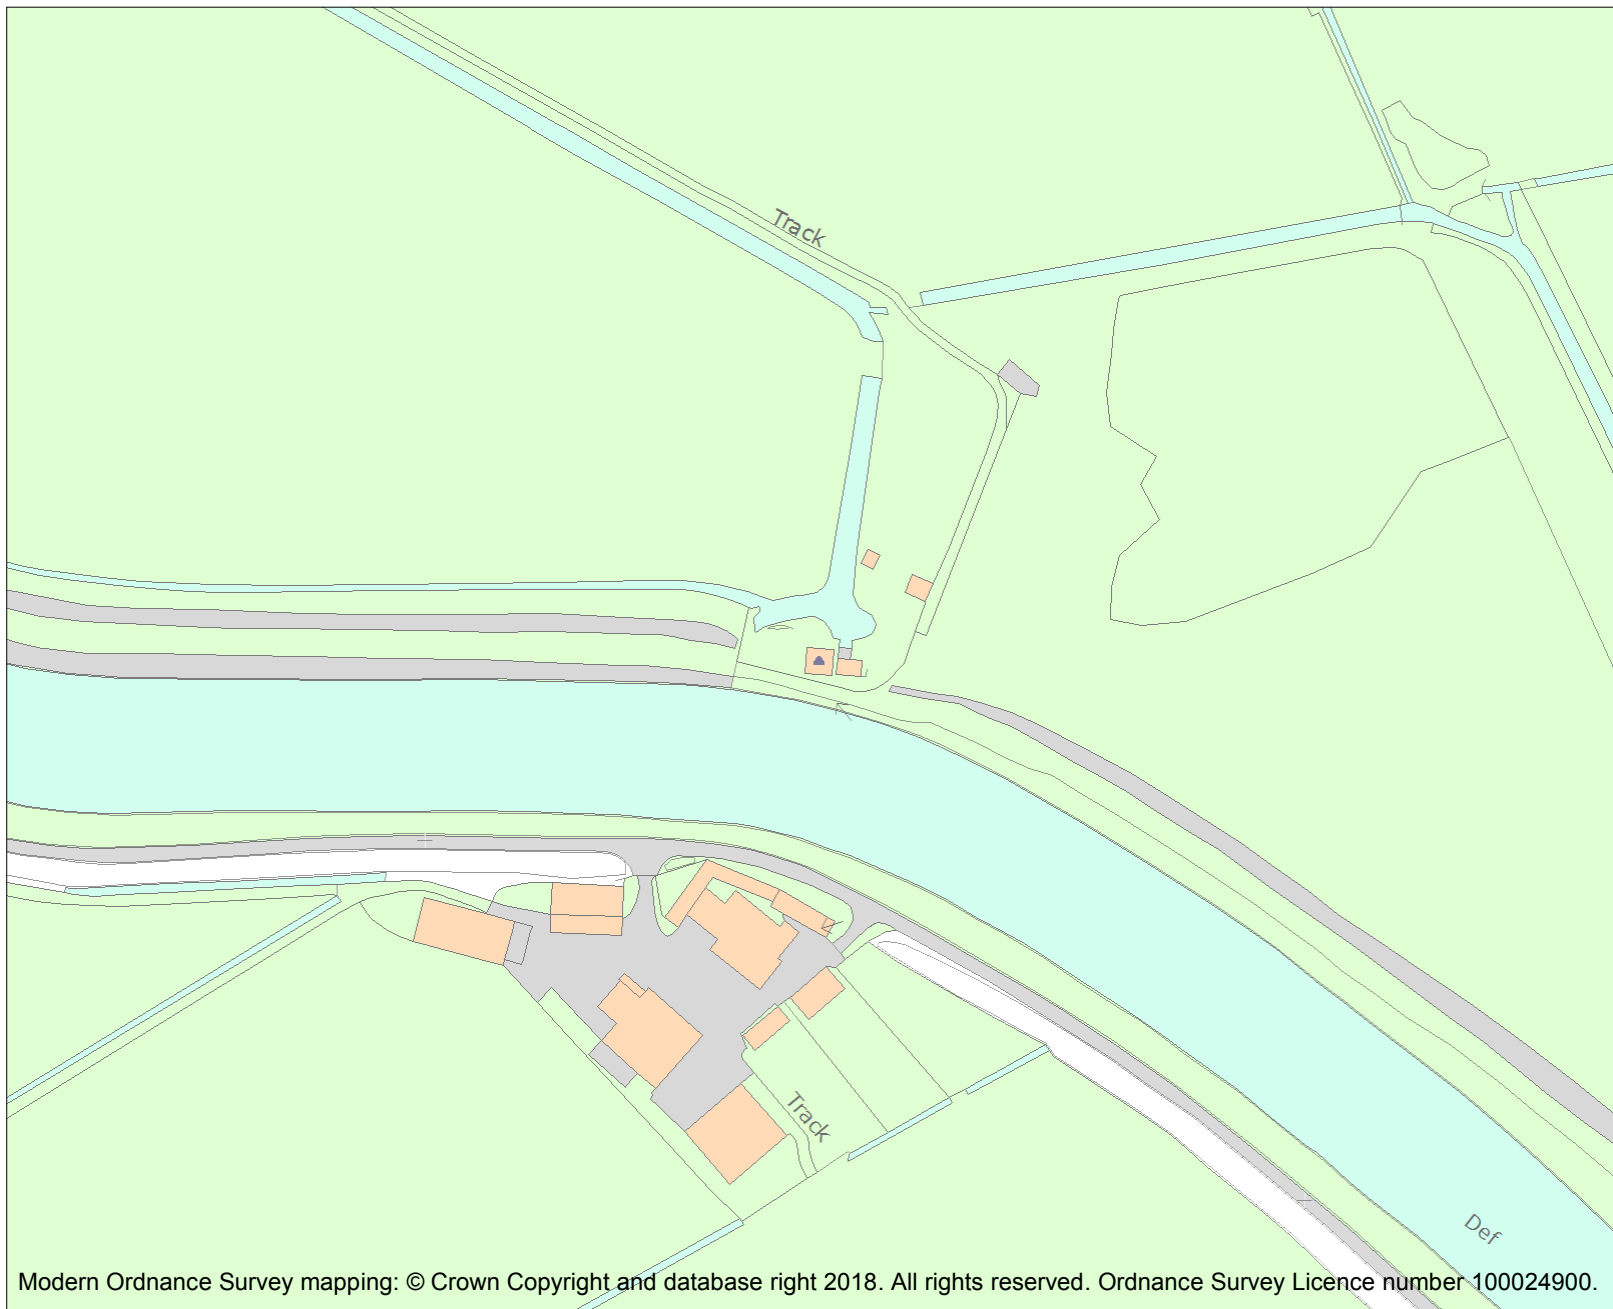 Track
Track
Def
Modern Ordnance Survey mapping: © Crown Copyright and database right 2018. All rights reserved. Ordnance Survey Licence number 100024900.